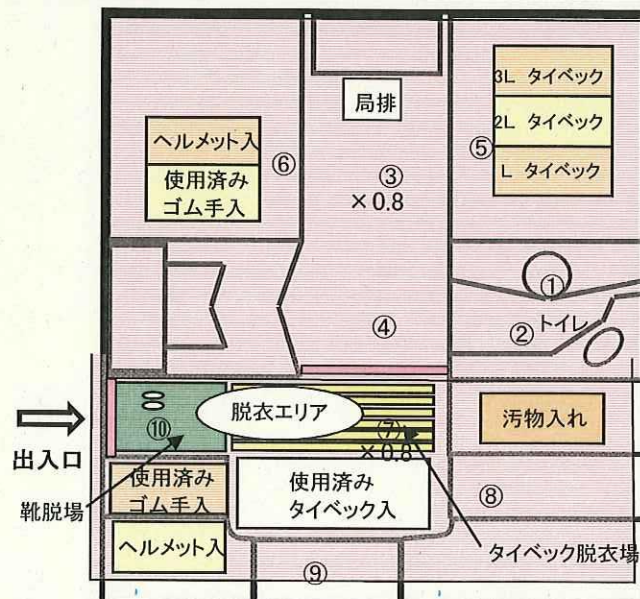 3L タイベック
局排
2L タイベック
ヘルメット入
⑤
⑥
③
L タイベック
使用済み
ゴム手入
×0.8
①
④
②
トイレ
脱衣エリア
汚物入れ
⑩
⑦
×0.8
出入口
使用済み
ゴム手入
使用済み
タイベック入
靴脱場
⑧
ヘルメット入
タイベック脱衣場
⑨